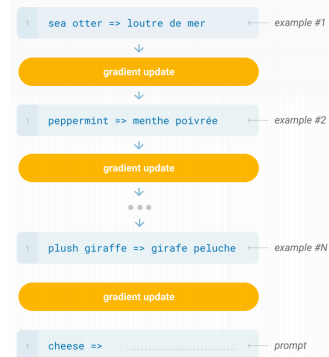 1 sea otter => loutre de mer ← example #1
↓
gradient update
↓
1 peppermint => menthe poivrée ← example #2
↓
gradient update
↓
•••
↓
1 plush giraffe => girafe peluche ← example #N
gradient update
1 cheese => .................... ← prompt